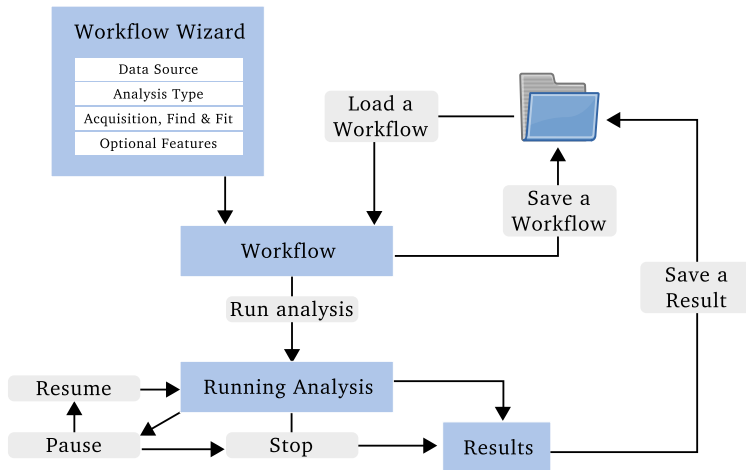 Workflow Wizard
Data Source
Analysis Type
Acquisition, Find & Fit
Optional Features
Load a
Workflow
Save a
Workflow
Workflow
Save a
Result
Run analysis
Running Analysis
Resume
Pause
Stop
Results